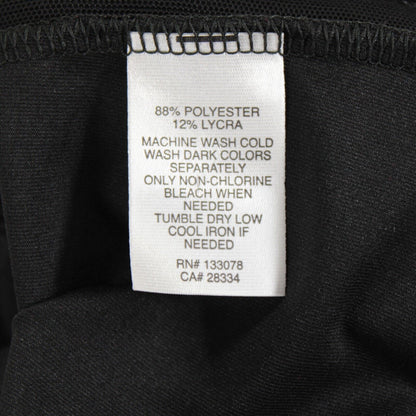 88% POLYESTER
12% LYCRA
MACHINE WASH COLD
WASH DARK COLORS
SEPARATELY
ONLY NON-CHLORINE
BLEACH WHEN
NEEDED
TUMBLE DRY LOW
COOL IRON IF
NEEDED
RN# 133078
CA# 28334